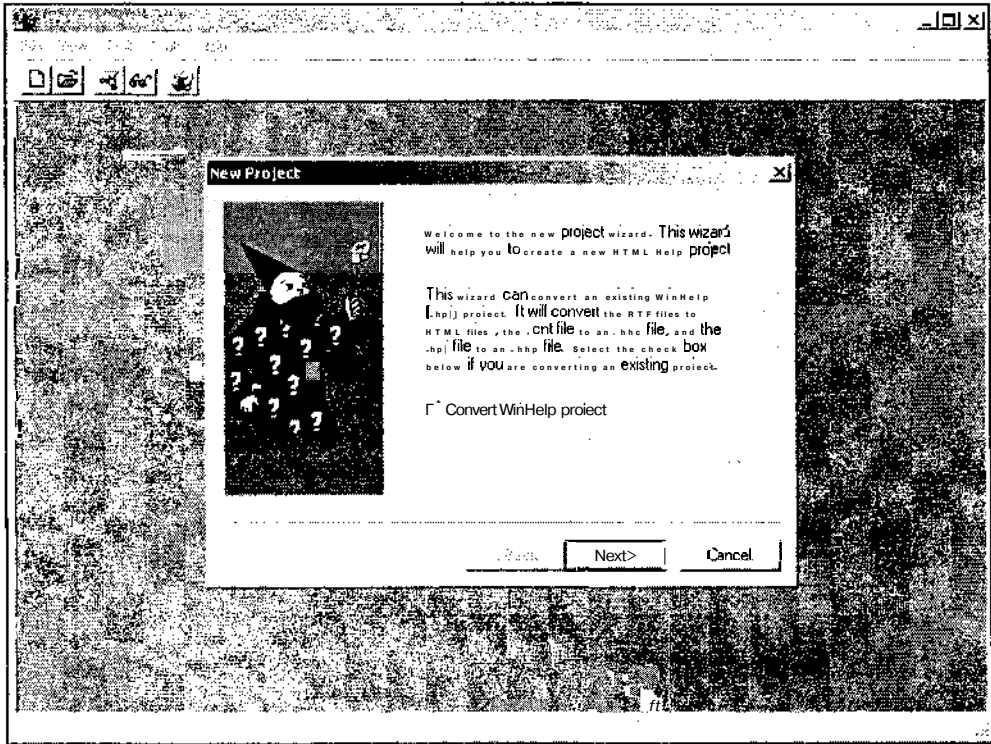 New Project
Welcome to the new project wizard. This wizard
will help you to create a new HTML Help project
This wizard can convert an existing WinHelp
[.hpj) project. It will convert the RTF files to
HTML files , the .cnt file to an .hhc file, and the
.hpj file to an .hhp file. Select the check box
below if you are converting an existing project.
Convert WinHelp project
Next>
Cancel